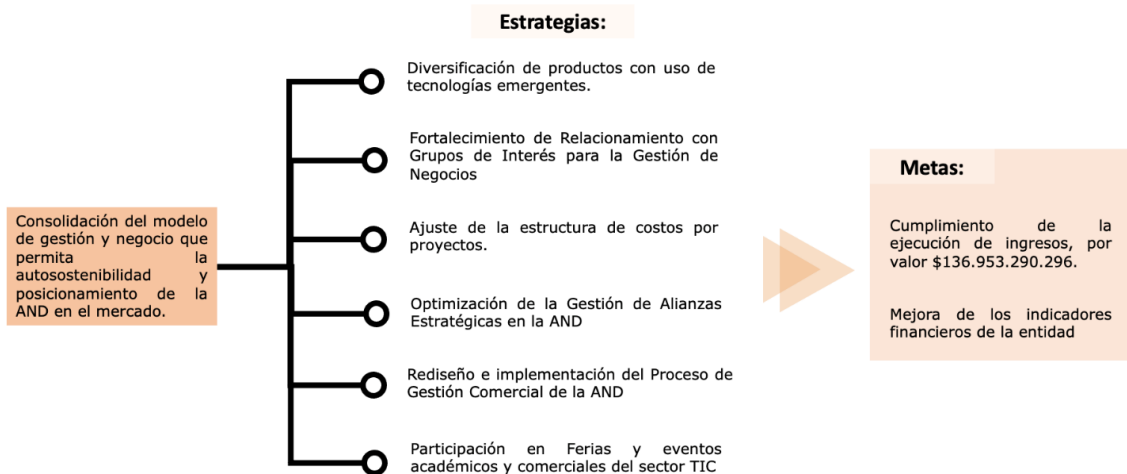 Estrategias:
Diversificación de productos con uso de
tecnologías emergentes.
Fortalecimiento de Relacionamiento con
Grupos de Interés para la Gestión de
Negocios
Ajuste de la estructura de costos por
proyectos.
Optimización de la Gestión de Alianzas
Estratégicas en la AND
Rediseño e implementación del Proceso de
Gestión Comercial de la AND
Participación en Ferias y eventos
académicos y comerciales del sector TIC
Consolidación del modelo
de gestión y negocio que
permita la
autosostenibilidad y
posicionamiento de la
AND en el mercado.
Metas:
Cumplimiento de la
ejecución de ingresos, por
valor $136.953.290.296.
Mejora de los indicadores
financieros de la entidad